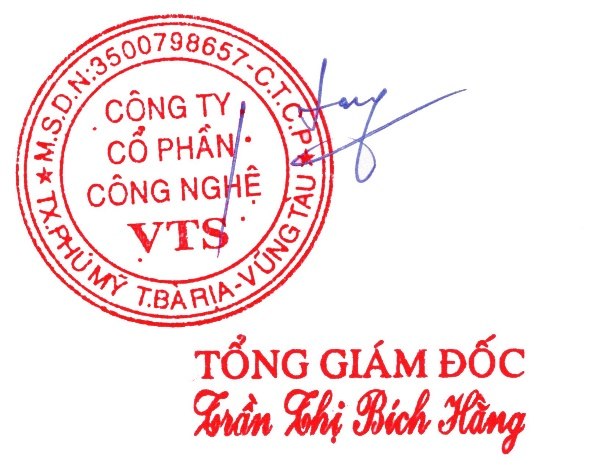 M.S.D.N:3500798657-C.T.C.P
CÔNG TY
CỔ PHẦN
CÔNG NGHỆ
VTS
★ TX.PHÚ MỸ T.BÀ RỊA-VŨNG TÀU ★
TỔNG GIÁM ĐỐC
Trần Thị Bích Hằng